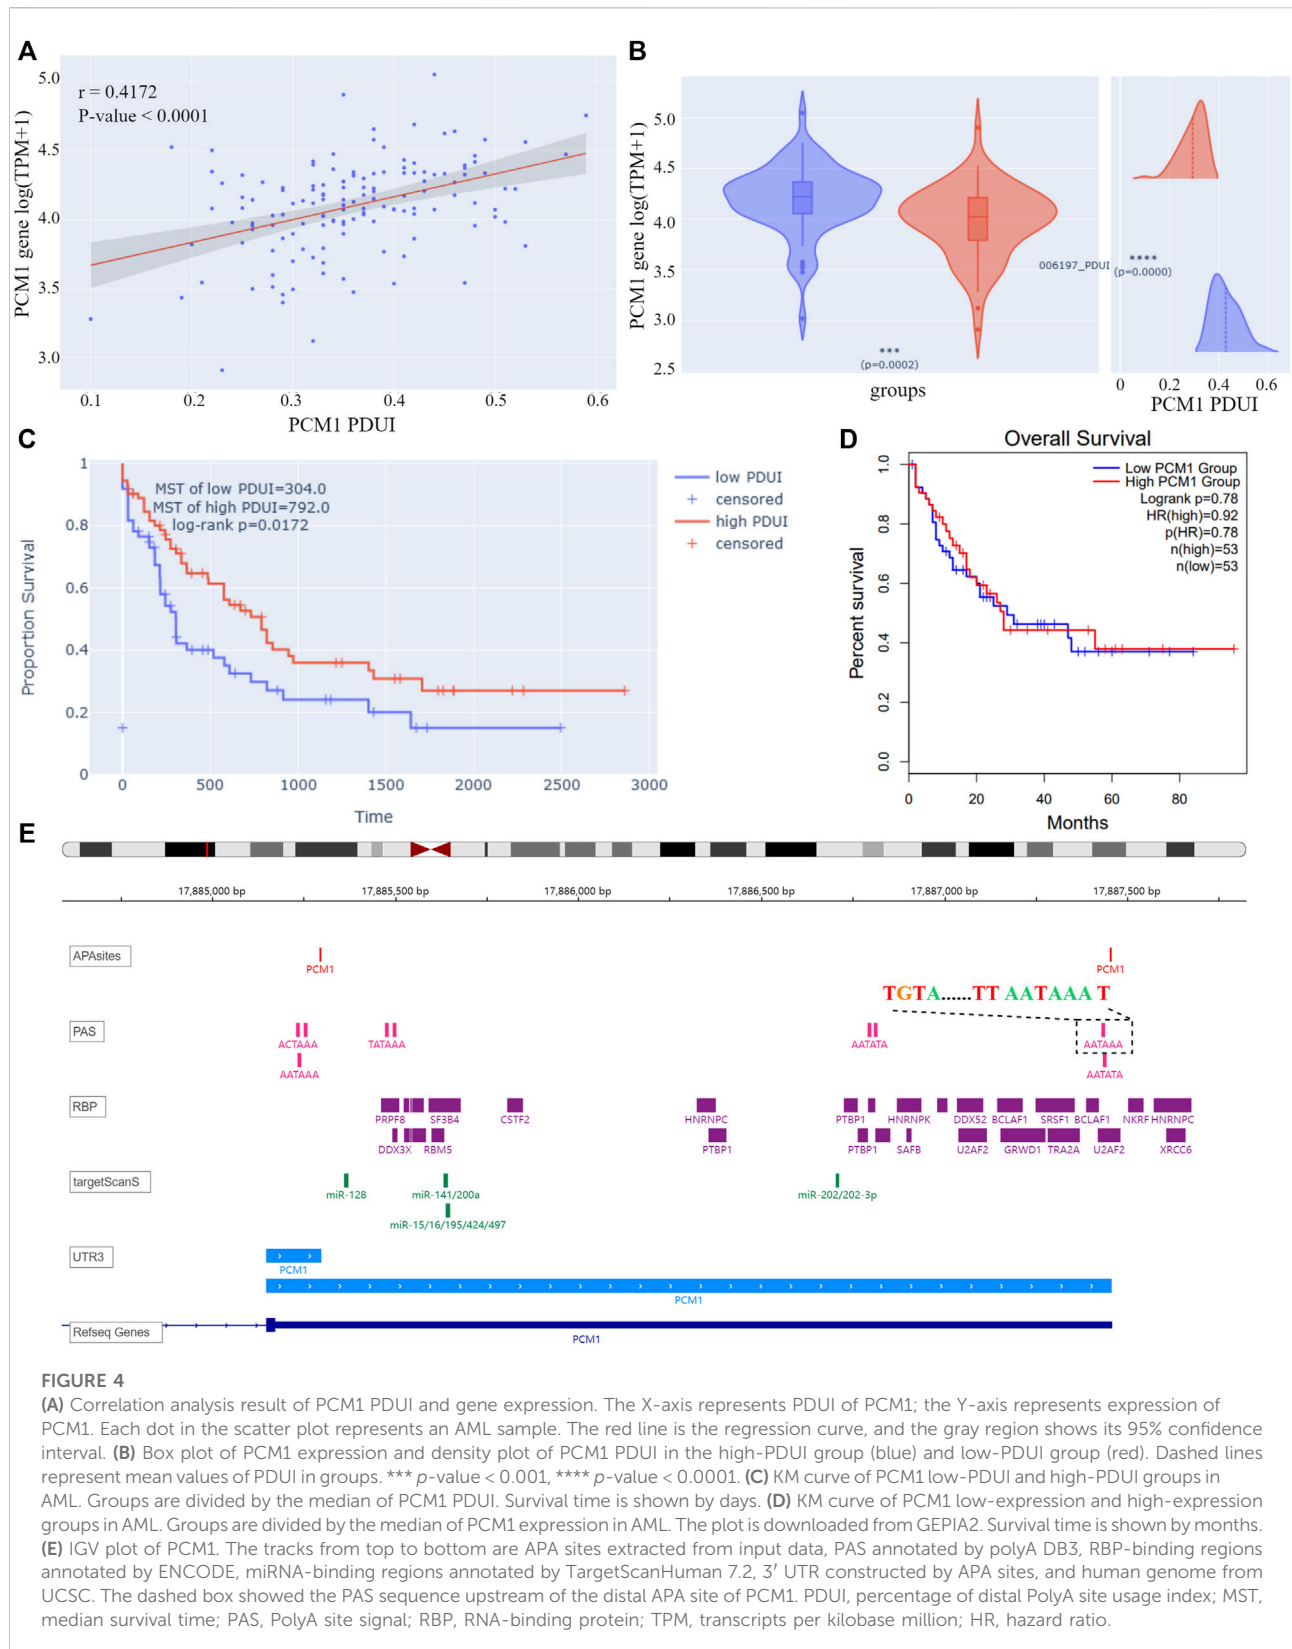 A
r = 0.4172
P-value < 0.0001
PCM1 gene log(TPM+1)
5.0
4.5
4.0
3.5
3.0
0.1
0.2
0.3
0.4
0.5
0.6
PCM1 PDUI
B
PCM1 gene log(TPM+1)
5.0
4.5
4.0
3.5
3.0
2.5
***
(p=0.0002)
groups
006197_PDUI
****
(p=0.0000)
0
0.2
0.4
0.6
PCM1 PDUI
C
Proportion Survival
1
0.8
0.6
0.4
0.2
0
MST of low PDUI=304.0
MST of high PDUI=792.0
log-rank p=0.0172
low PDUI
censored
high PDUI
censored
0
500
1000
1500
2000
2500
3000
Time
D
Overall Survival
Percent survival
1.0
0.8
0.6
0.4
0.2
0.0
Low PCM1 Group
High PCM1 Group
Logrank p=0.78
HR(high)=0.92
p(HR)=0.78
n(high)=53
n(low)=53
0
20
40
60
80
Months
E
17,885,000 bp
17,885,500 bp
17,886,000 bp
17,886,500 bp
17,887,000 bp
17,887,500 bp
APAsites
PCM1
PCM1
TGTA......TT AATAAA T
PAS
ACTAAA
TATAAA
AATATA
AATAAA
AATAAA
AATATA
RBP
PRPF8
SF3B4
CSTF2
HNRNPC
PTBP1
HNRNPK
DDX52
BCLAF1
SRSF1
BCLAF1
NKRF
HNRNPC
DDX3X
RBM5
PTBP1
PTBP1
SAFB
U2AF2
GRWD1
TRA2A
U2AF2
XRCC6
targetScanS
miR-128
miR-141/200a
miR-202/202-3p
miR-15/16/195/424/497
UTR3
PCM1
PCM1
Refseq Genes
PCM1
FIGURE 4
(A) Correlation analysis result of PCM1 PDUI and gene expression. The X-axis represents PDUI of PCM1; the Y-axis represents expression of
PCM1. Each dot in the scatter plot represents an AML sample. The red line is the regression curve, and the gray region shows its 95% confidence
interval. (B) Box plot of PCM1 expression and density plot of PCM1 PDUI in the high-PDUI group (blue) and low-PDUI group (red). Dashed lines
represent mean values of PDUI in groups. *** p-value < 0.001, **** p-value < 0.0001. (C) KM curve of PCM1 low-PDUI and high-PDUI groups in
AML. Groups are divided by the median of PCM1 PDUI. Survival time is shown by days. (D) KM curve of PCM1 low-expression and high-expression
groups in AML. Groups are divided by the median of PCM1 expression in AML. The plot is downloaded from GEPIA2. Survival time is shown by months.
(E) IGV plot of PCM1. The tracks from top to bottom are APA sites extracted from input data, PAS annotated by polyA DB3, RBP-binding regions
annotated by ENCODE, miRNA-binding regions annotated by TargetScanHuman 7.2, 3′ UTR constructed by APA sites, and human genome from
UCSC. The dashed box showed the PAS sequence upstream of the distal APA site of PCM1. PDUI, percentage of distal PolyA site usage index; MST,
median survival time; PAS, PolyA site signal; RBP, RNA-binding protein; TPM, transcripts per kilobase million; HR, hazard ratio.